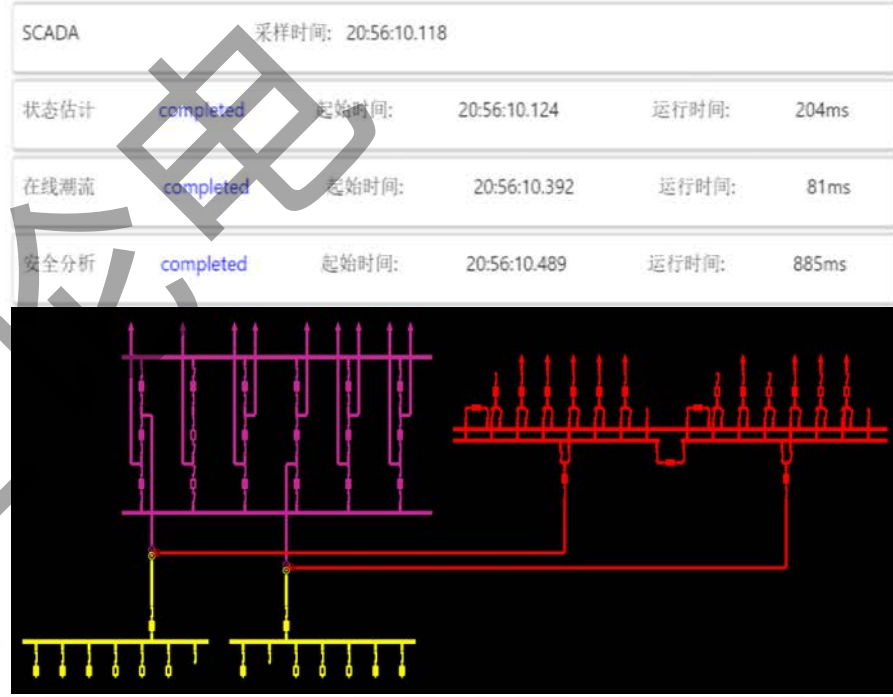 SCADA 采样时间: 20:56:10.118
状态估计 completed 起始时间: 20:56:10.124 运行时间: 204ms
在线潮流 completed 起始时间: 20:56:10.392 运行时间: 81ms
安全分析 completed 起始时间: 20:56:10.489 运行时间: 885ms